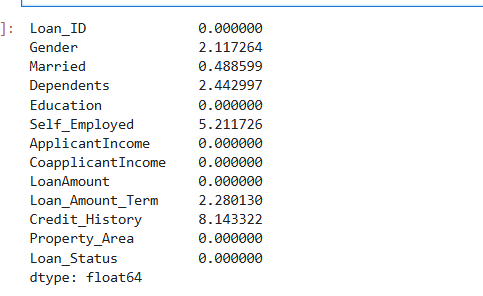 ]: Loan_ID 0.000000
Gender 2.117264
Married 0.488599
Dependents 2.442997
Education 0.000000
Self_Employed 5.211726
ApplicantIncome 0.000000
CoapplicantIncome 0.000000
LoanAmount 0.000000
Loan_Amount_Term 2.280130
Credit_History 8.143322
Property_Area 0.000000
Loan_Status 0.000000
dtype: float64